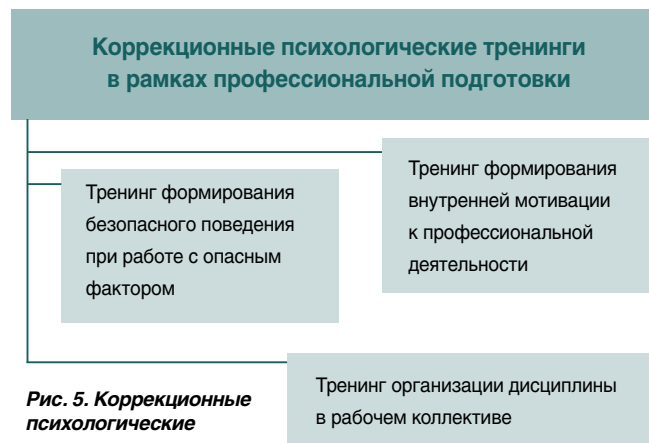 Коррекционные психологические тренинги
в рамках профессиональной подготовки
Тренинг формирования
безопасного поведения
при работе с опасным
фактором
Тренинг формирования
внутренней мотивации
к профессиональной
деятельности
Тренинг организации дисциплины
в рабочем коллективе
Рис. 5. Коррекционные
психологические